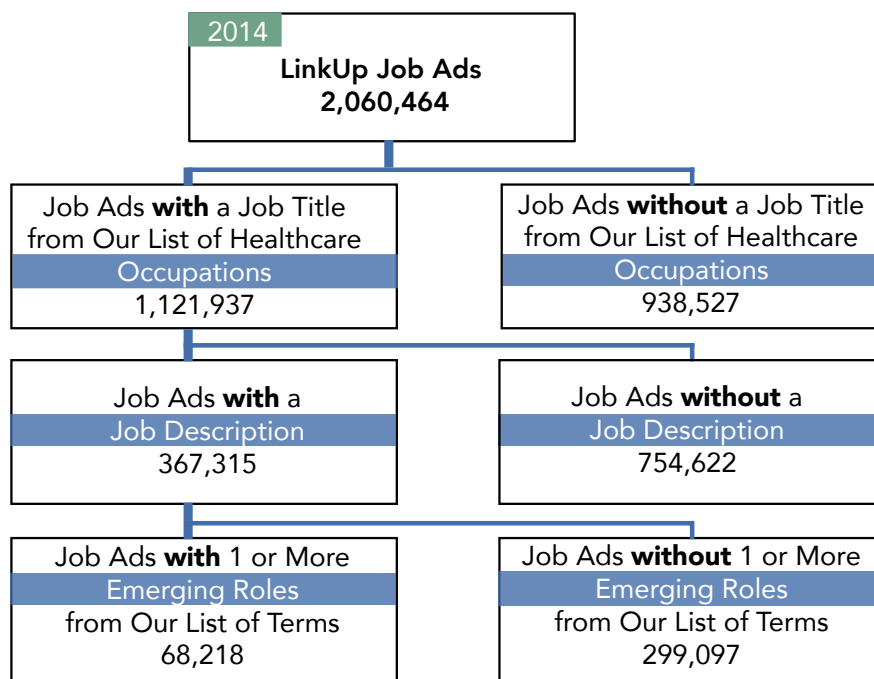 2014
LinkUp Job Ads
2,060,464
Job Ads with a Job Title
from Our List of Healthcare
Occupations
1,121,937
Job Ads without a Job Title
from Our List of Healthcare
Occupations
938,527
Job Ads with a
Job Description
367,315
Job Ads without a
Job Description
754,622
Job Ads with 1 or More
Emerging Roles
from Our List of Terms
68,218
Job Ads without 1 or More
Emerging Roles
from Our List of Terms
299,097